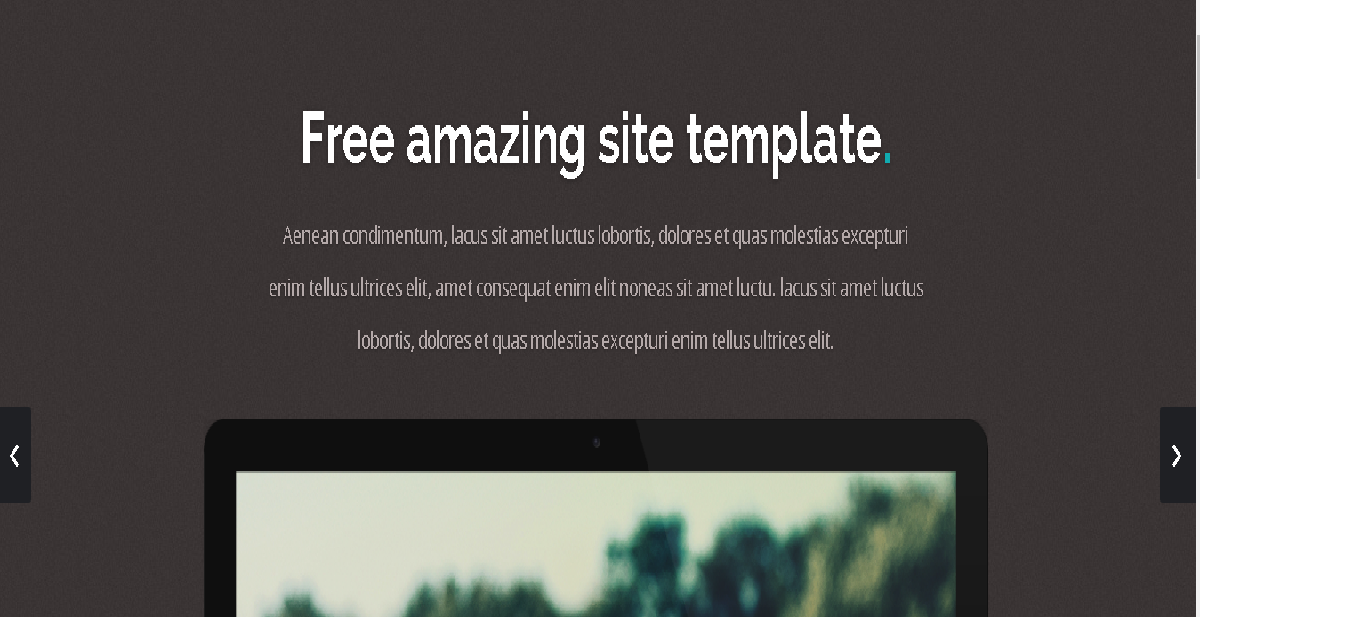 Free amazing site template.
Aenean condimentum, lacus sit amet luctus lobortis, dolores et quas molestias excepturi
enim tellus ultrices elit, amet consequat enim elit noneas sit amet luctu. lacus sit amet luctus
lobortis, dolores et quas molestias excepturi enim tellus ultrices elit.